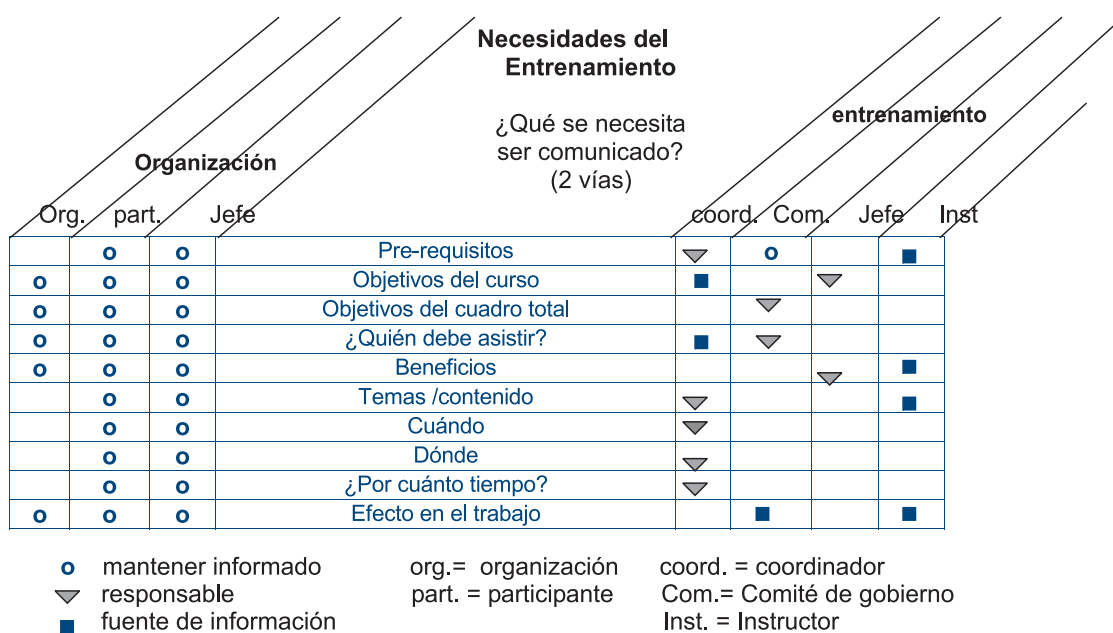 Necesidades del
Entrenamiento
¿Qué se necesita
ser comunicado?
(2 vías)
entrenamiento
Organización
Org. part. Jefe coord. Com. Jefe Inst
o o Pre-requisitos o
o o o Objetivos del curso
o o o Objetivos del cuadro total
o o o ¿Quién debe asistir?
o o o Beneficios
o o Temas /contenido
o o Cuándo
o o Dónde
o o ¿Por cuánto tiempo?
o o o Efecto en el trabajo
o mantener informado org.= organización coord. = coordinador
responsable part. = participante Com.= Comité de gobierno
fuente de información Inst. = Instructor